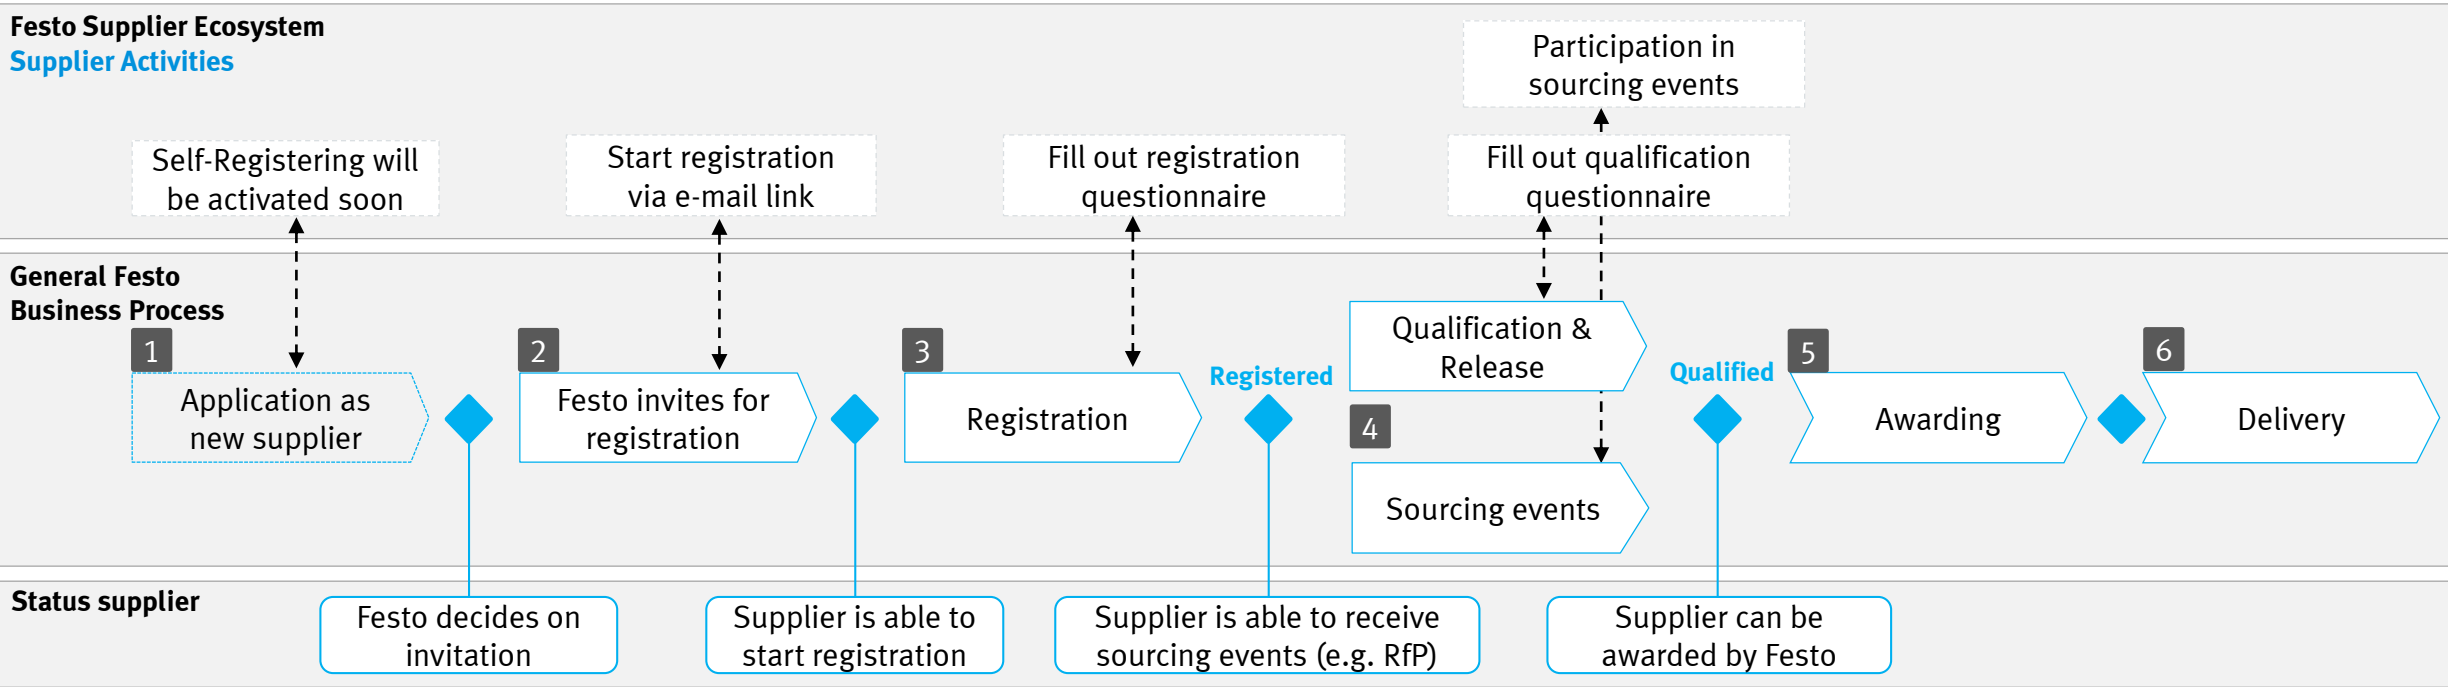 Festo Supplier Ecosystem
Supplier Activities
Participation in
sourcing events
Self-Registering will
be activated soon
Start registration
via e-mail link
Fill out registration
questionnaire
Fill out qualification
questionnaire
General Festo
Business Process
1
Application as
new supplier
2
Festo invites for
registration
3
Registration
Registered
Qualification &
Release
4
Sourcing events
Qualified
5
Awarding
6
Delivery
Status supplier
Festo decides on
invitation
Supplier is able to
start registration
Supplier is able to receive
sourcing events (e.g. RfP)
Supplier can be
awarded by Festo